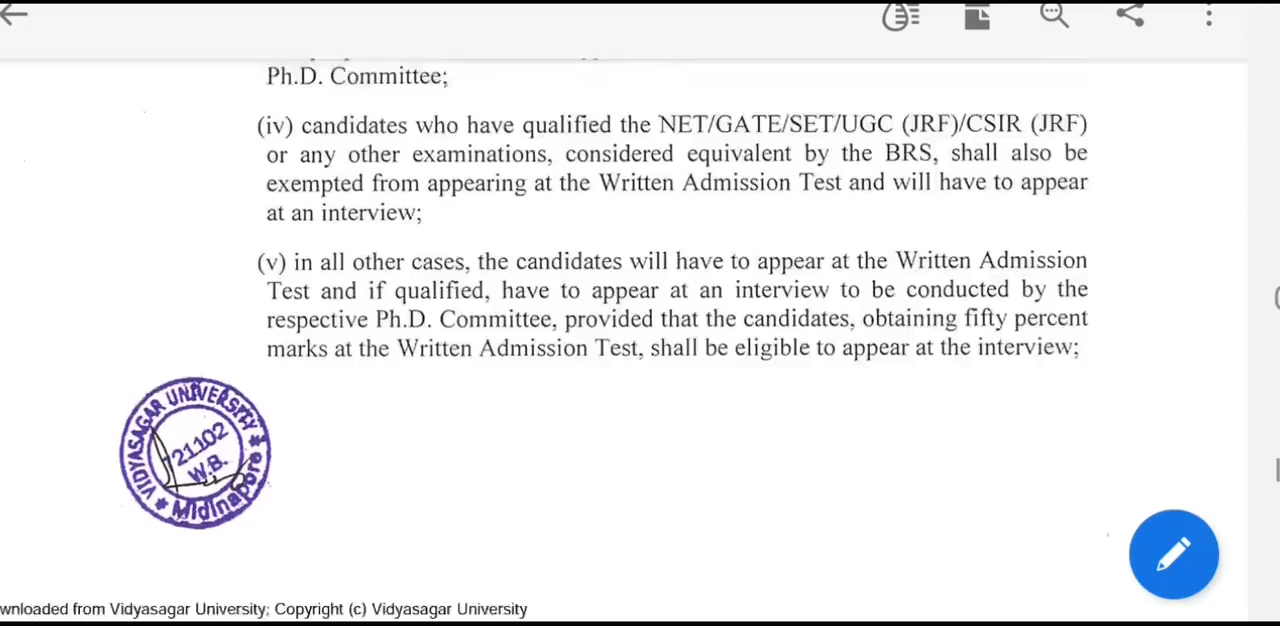 Ph.D. Committee;
(iv) candidates who have qualified the NET/GATE/SET/UGC (JRF)/CSIR (JRF)
or any other examinations, considered equivalent by the BRS, shall also be
exempted from appearing at the Written Admission Test and will have to appear
at an interview;
(v) in all other cases, the candidates will have to appear at the Written Admission
Test and if qualified, have to appear at an interview to be conducted by the
respective Ph.D. Committee, provided that the candidates, obtaining fifty percent
marks at the Written Admission Test, shall be eligible to appear at the interview;
VIDYASAGAR UNIVERSITY
21102
W.B.
* Midnapore *
wnloaded from Vidyasagar University; Copyright (c) Vidyasagar University